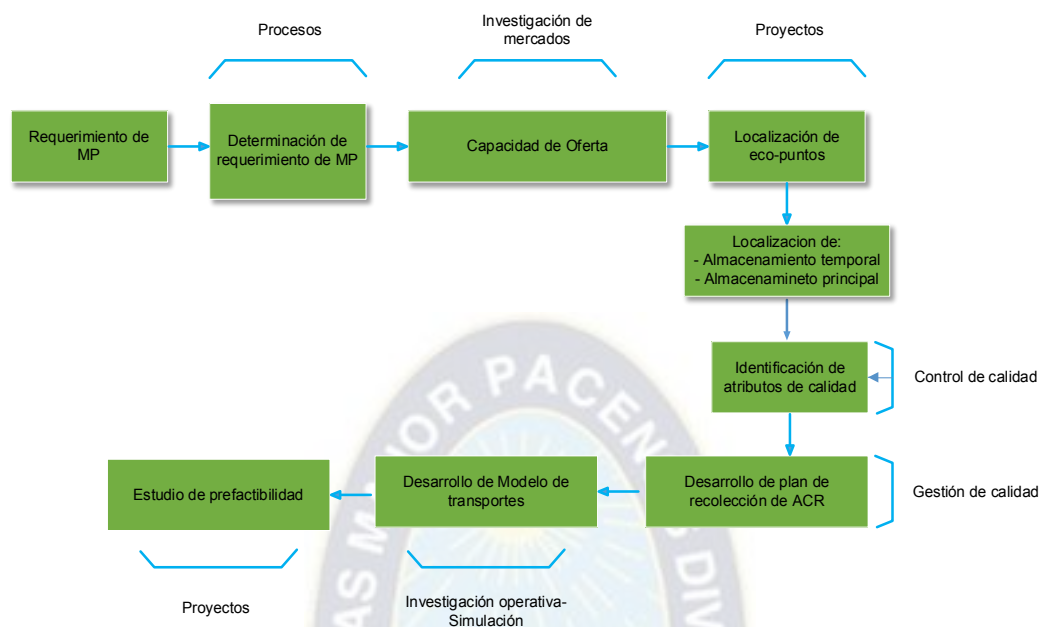 Procesos
Investigación de
mercados
Proyectos
Requerimiento de
MP
Determinación de
requerimiento de MP
Capacidad de Oferta
Localización de
eco-puntos
Localizacion de:
- Almacenamiento temporal
- Almacenamineto principal
Identificación de
atributos de calidad
Control de calidad
Desarrollo de plan de
recolección de ACR
Gestión de calidad
Desarrollo de Modelo de
transportes
Estudio de prefactibilidad
Proyectos
Investigación operativa-
Simulación